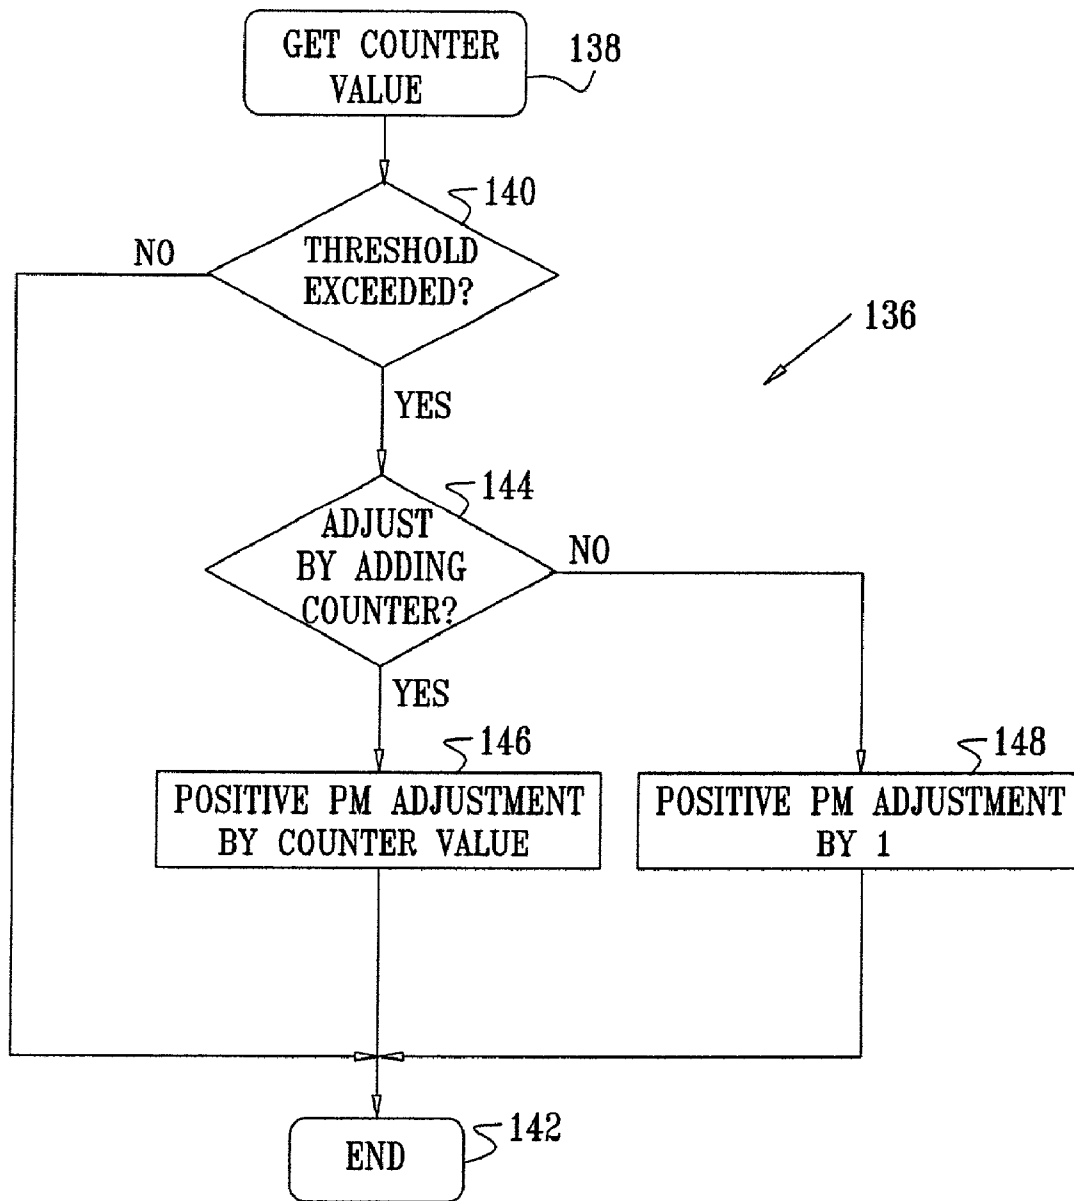 GET COUNTER
VALUE
138
140
THRESHOLD
EXCEEDED?
NO
136
YES
144
ADJUST
BY ADDING
COUNTER?
NO
YES
146
POSITIVE PM ADJUSTMENT
BY COUNTER VALUE
148
POSITIVE PM ADJUSTMENT
BY 1
END
142